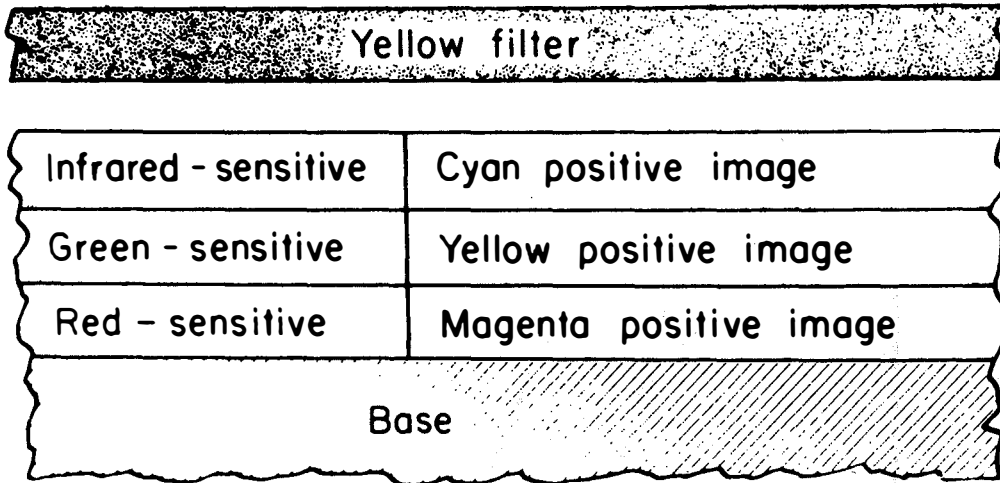 Yellow filter
Infrared - sensitive Cyan positive image
Green - sensitive Yellow positive image
Red - sensitive Magenta positive image
Base